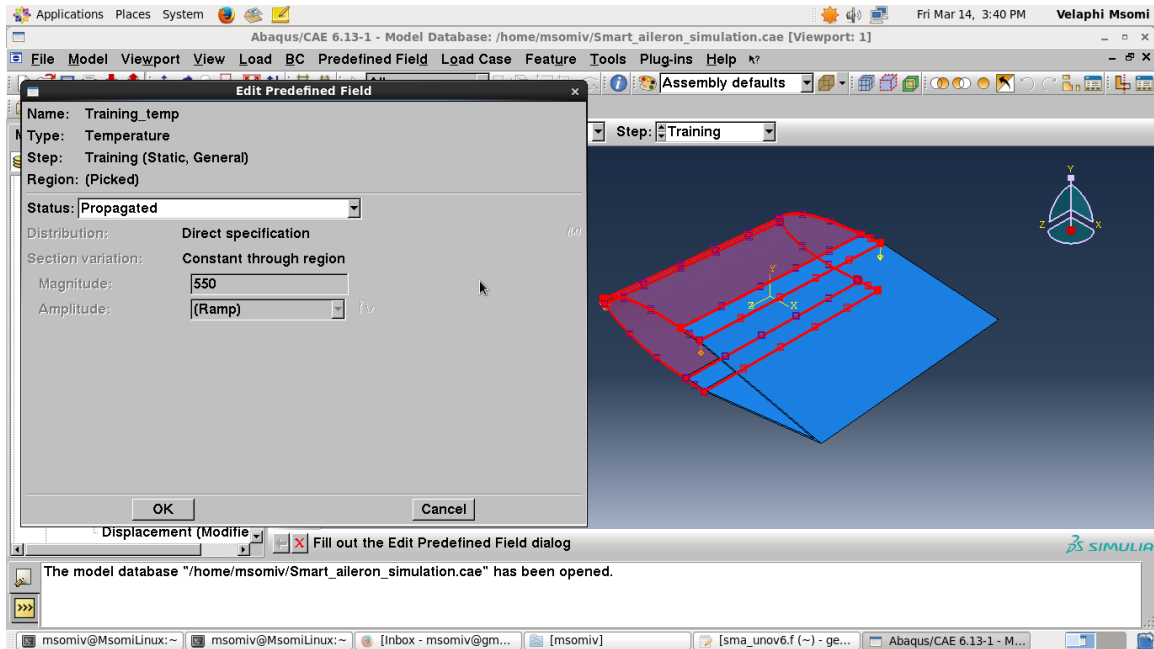 Applications Places System Fri Mar 14, 3:40 PM Velaphi Msomi
Abaqus/CAE 6.13-1 - Model Database: /home/msomiv/Smart_aileron_simulation.cae [Viewport: 1]
File Model Viewport View Load BC Predefined Field Load Case Feature Tools Plug-ins Help
Assembly defaults
Edit Predefined Field
Name: Training_temp
Type: Temperature
Step: Training (Static, General)
Region: (Picked)
Step: Training
Status: Propagated
Distribution: Direct specification f(x)
Section variation: Constant through region
Magnitude: 550
Amplitude: (Ramp)
OK Cancel
Y
Z X
Y
Z X
Displacement (Modifie
Fill out the Edit Predefined Field dialog
SIMULIA
The model database "/home/msomiv/Smart_aileron_simulation.cae" has been opened.
>>>
msomiv@MsomiLinux:~ msomiv@MsomiLinux:~ [Inbox - msomiv@gm... [msomiv] [sma_unov6.f (~) - ge... Abaqus/CAE 6.13-1 - M...